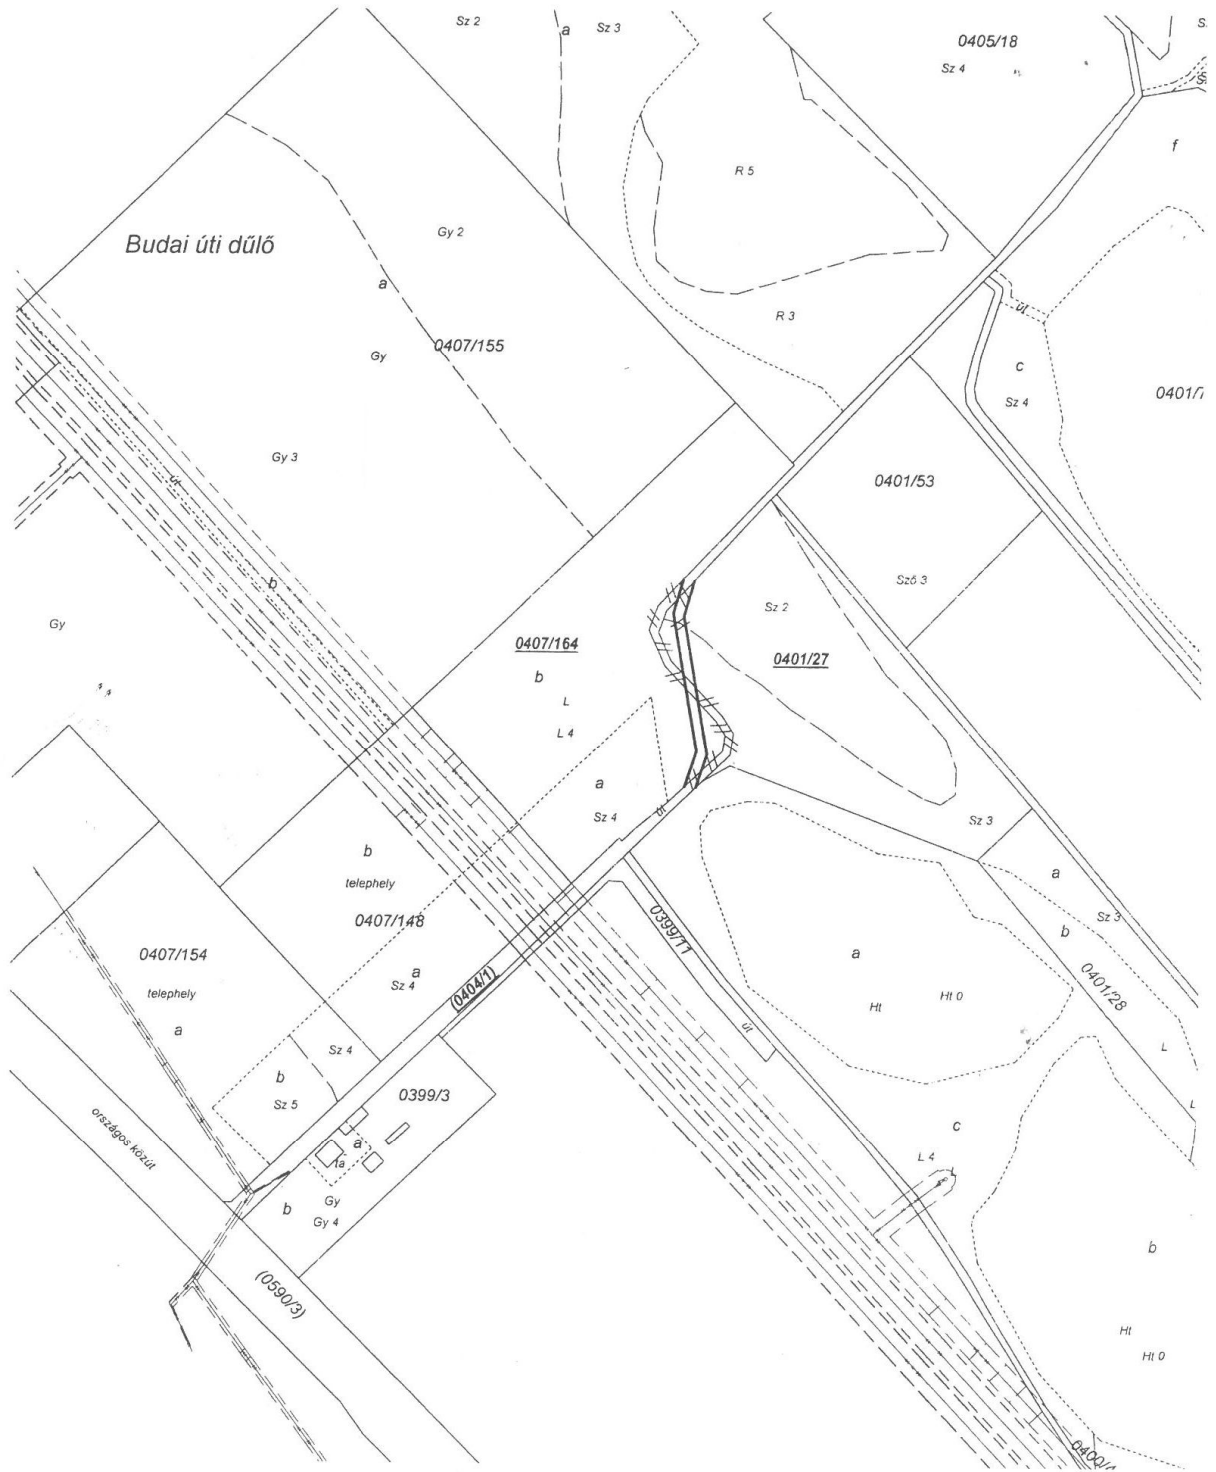 Sz 2
a
Sz 3
0405/18
Sz 4
f
R 5
Gy 2
Budai úti dűlő
a
út
R 3
0407/155
Gy
c
Sz 4
Gy 3
0401/53
út
b
Sző 3
Sz 2
Gy
0407/164
0401/27
b
L
L 4
a
Sz 4
út
Sz 3
b
telephely
a
0407/148
0399/11
Sz 3
b
0407/154
a
telephely
a
Sz 4
(0404/1)
Ht
Ht 0
0401/28
a
út
Sz 4
L
b
Sz 5
0399/3
L
országos közút
a
ta
c
L 4
L
Gy
b
Gy 4
b
(0590/3)
Ht
Ht 0